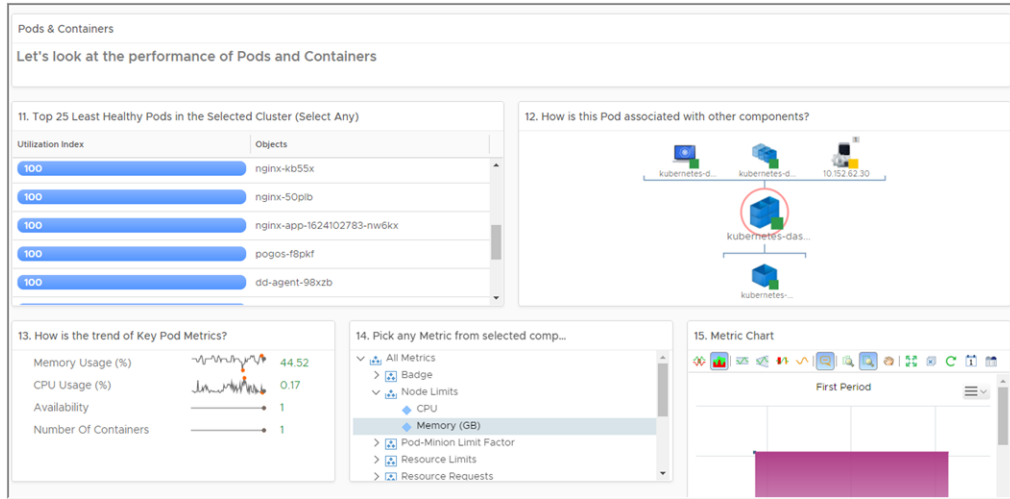 Pods & Containers
Let's look at the performance of Pods and Containers
11. Top 25 Least Healthy Pods in the Selected Cluster (Select Any)
Utilization Index Objects
100 nginx-kb55x
100 nginx-50plb
100 nginx-app-1624102783-nw6kx
100 pogos-f8pkf
100 dd-agent-98xzb
12. How is this Pod associated with other components?
kubernetes-d... kubernetes-d... 10.152.62.30
kubernetes-das...
kubernetes-...
13. How is the trend of Key Pod Metrics?
Memory Usage (%) 44.52
CPU Usage (%) 0.17
Availability 1
Number Of Containers 1
14. Pick any Metric from selected comp...
All Metrics
Badge
Node Limits
CPU
Memory (GB)
Pod-Minion Limit Factor
Resource Limits
Resource Requests
15. Metric Chart
First Period